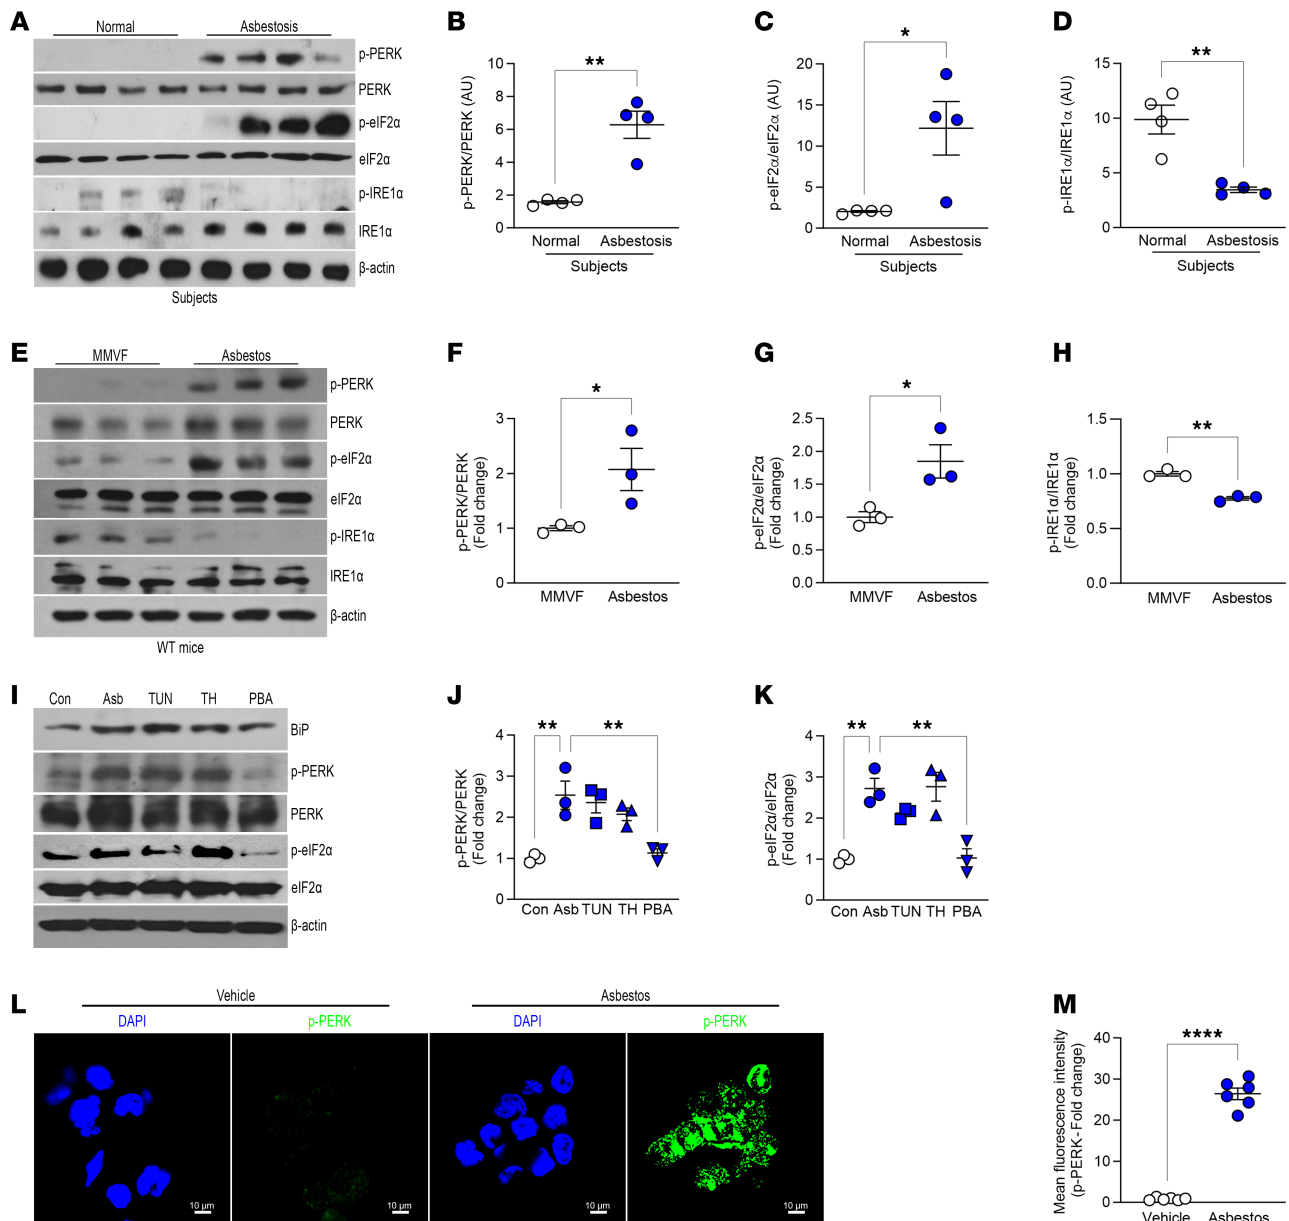 A
Normal
Asbestosis
p-PERK
PERK
p-eIF2α
eIF2α
p-IRE1α
IRE1α
β-actin
Subjects
B
**
p-PERK/PERK (AU)
10
8
6
4
2
0
Normal
Asbestosis
Subjects
C
*
p-eIF2α/eIF2α (AU)
20
15
10
5
0
Normal
Asbestosis
Subjects
D
**
p-IRE1α/IRE1α (AU)
15
10
5
0
Normal
Asbestosis
Subjects
E
MMVF
Asbestos
p-PERK
PERK
p-eIF2α
eIF2α
p-IRE1α
IRE1α
β-actin
WT mice
F
*
p-PERK/PERK
(Fold change)
3
2
1
0
MMVF
Asbestos
G
*
p-eIF2α/eIF2α
(Fold change)
2.5
2.0
1.5
1.0
0.5
0.0
MMVF
Asbestos
H
**
p-IRE1α/IRE1α
(Fold change)
1.5
1.0
0.5
0.0
MMVF
Asbestos
I
Con Asb TUN TH PBA
BiP
p-PERK
PERK
p-eIF2α
eIF2α
β-actin
J
** **
p-PERK/PERK
(Fold change)
4
3
2
1
0
Con Asb TUN TH PBA
K
** **
p-eIF2α/eIF2α
(Fold change)
4
3
2
1
0
Con Asb TUN TH PBA
L
Vehicle
Asbestos
DAPI
p-PERK
DAPI
p-PERK
10 µm
10 µm
10 µm
10 µm
M
****
Mean fluorescence intensity
(p-PERK-Fold change)
40
30
20
10
0
Vehicle
Asbestos